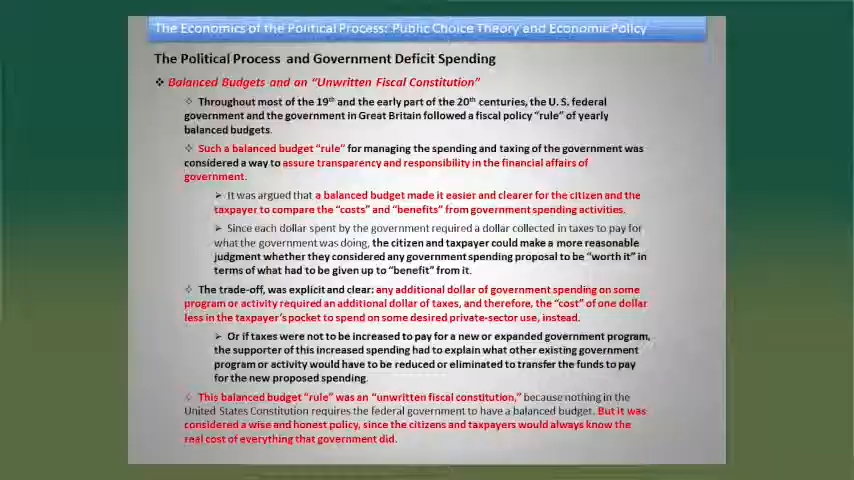 The Economics of the Political Process: Public Choice Theory and Economic Policy
The Political Process and Government Deficit Spending
❖ Balanced Budgets and an “Unwritten Fiscal Constitution”
✧ Throughout most of the 19th and the early part of the 20th centuries, the U. S. federal
government and the government in Great Britain followed a fiscal policy “rule” of yearly
balanced budgets.
✧ Such a balanced budget “rule” for managing the spending and taxing of the government was
considered a way to assure transparency and responsibility in the financial affairs of
government.
➢ It was argued that a balanced budget made it easier and clearer for the citizen and the
taxpayer to compare the “costs” and “benefits” from government spending activities.
➢ Since each dollar spent by the government required a dollar collected in taxes to pay for
what the government was doing, the citizen and taxpayer could make a more reasonable
judgment whether they considered any government spending proposal to be “worth it” in
terms of what had to be given up to “benefit” from it.
✧ The trade-off, was explicit and clear: any additional dollar of government spending on some
program or activity required an additional dollar of taxes, and therefore, the “cost” of one dollar
less in the taxpayer’s pocket to spend on some desired private-sector use, instead.
➢ Or if taxes were not to be increased to pay for a new or expanded government program,
the supporter of this increased spending had to explain what other existing government
program or activity would have to be reduced or eliminated to transfer the funds to pay
for the new proposed spending.
✧ This balanced budget “rule” was an “unwritten fiscal constitution,” because nothing in the
United States Constitution requires the federal government to have a balanced budget. But it was
considered a wise and honest policy, since the citizens and taxpayers would always know the
real cost of everything that government did.